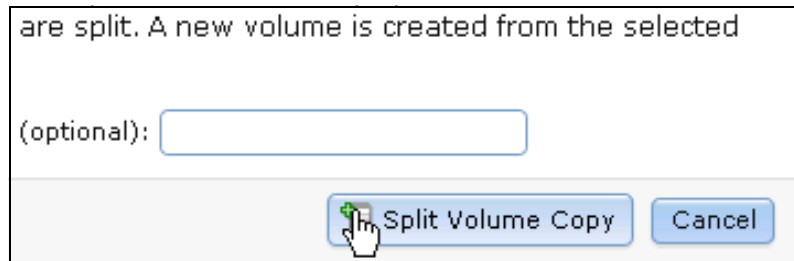 are split. A new volume is created from the selected
(optional):
Split Volume Copy Cancel